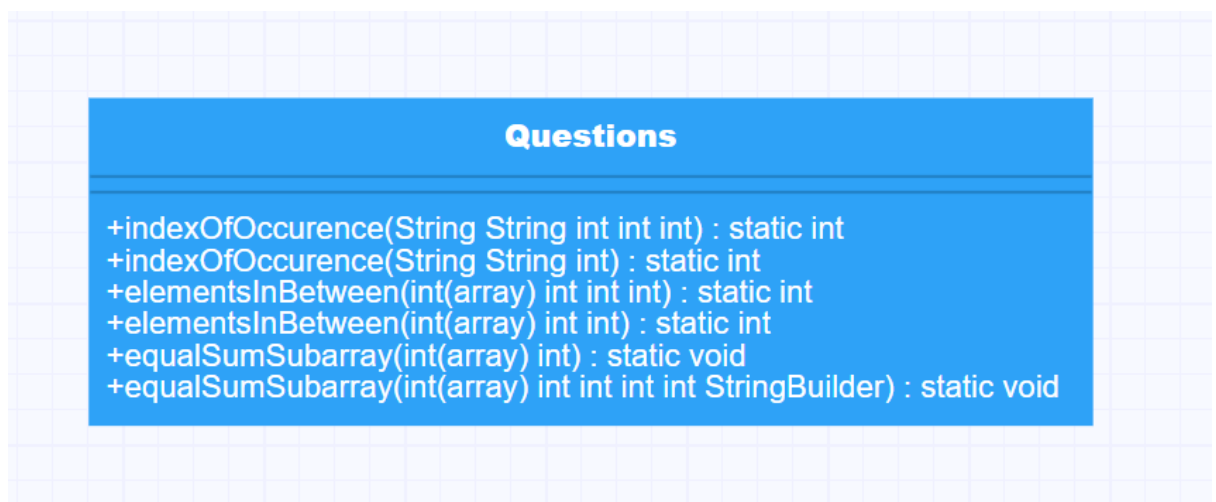 Questions
+indexOfOccurence(String String int int int) : static int
+indexOfOccurence(String String int) : static int
+elementsInBetween(int(array) int int int) : static int
+elementsInBetween(int(array) int int) : static int
+equalSumSubarray(int(array) int) : static void
+equalSumSubarray(int(array) int int int int StringBuilder) : static void